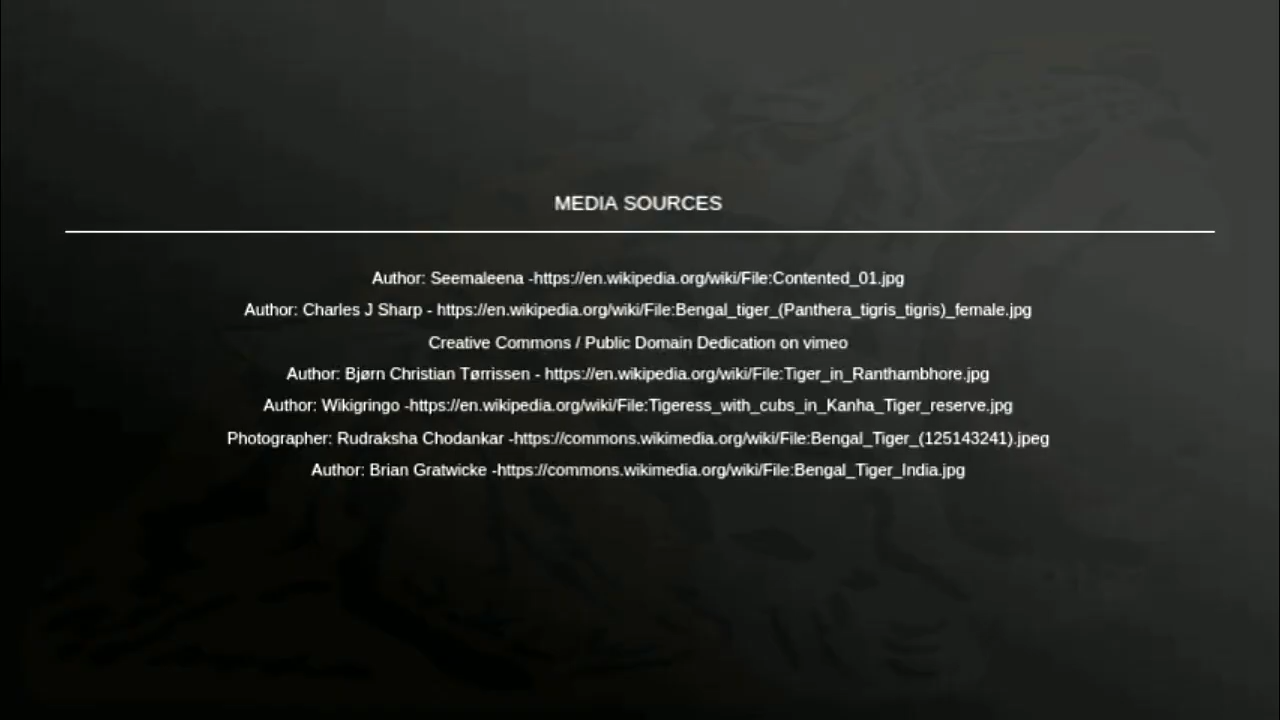 MEDIA SOURCES
Author: Seemaleena -https://en.wikipedia.org/wiki/File:Contented_01.jpg
Author: Charles J Sharp - https://en.wikipedia.org/wiki/File:Bengal_tiger_(Panthera_tigris_tigris)_female.jpg
Creative Commons / Public Domain Dedication on vimeo
Author: Bjørn Christian Tørrissen - https://en.wikipedia.org/wiki/File:Tiger_in_Ranthambhore.jpg
Author: Wikigringo -https://en.wikipedia.org/wiki/File:Tigeress_with_cubs_in_Kanha_Tiger_reserve.jpg
Photographer: Rudraksha Chodankar -https://commons.wikimedia.org/wiki/File:Bengal_Tiger_(125143241).jpeg
Author: Brian Gratwicke -https://commons.wikimedia.org/wiki/File:Bengal_Tiger_India.jpg